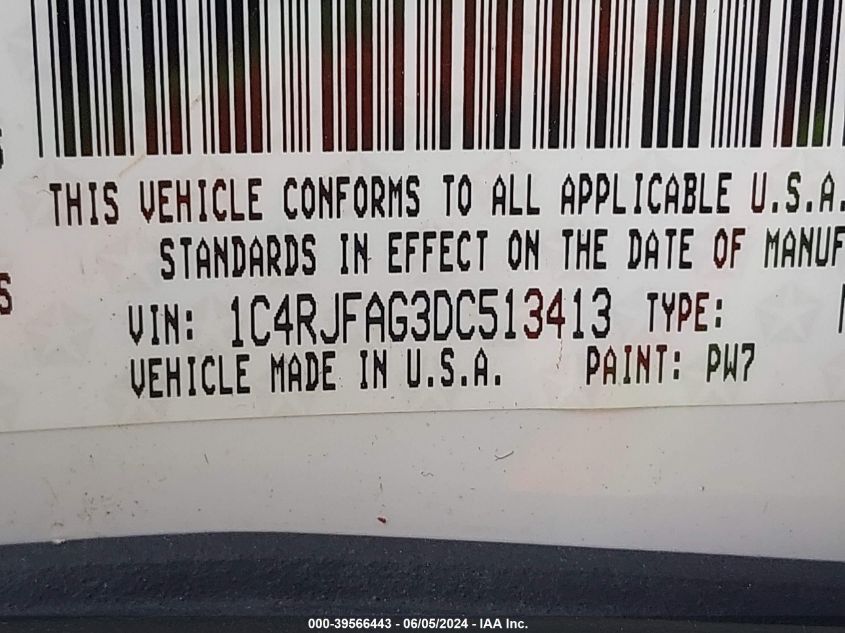 THIS VEHICLE CONFORMS TO ALL APPLICABLE U.S.A.
STANDARDS IN EFFECT ON THE DATE OF MANUF
VIN: 1C4RJFAG3DC513413 TYPE:
VEHICLE MADE IN U.S.A. PAINT: PW7
000-39566443 - 06/05/2024 - IAA Inc.